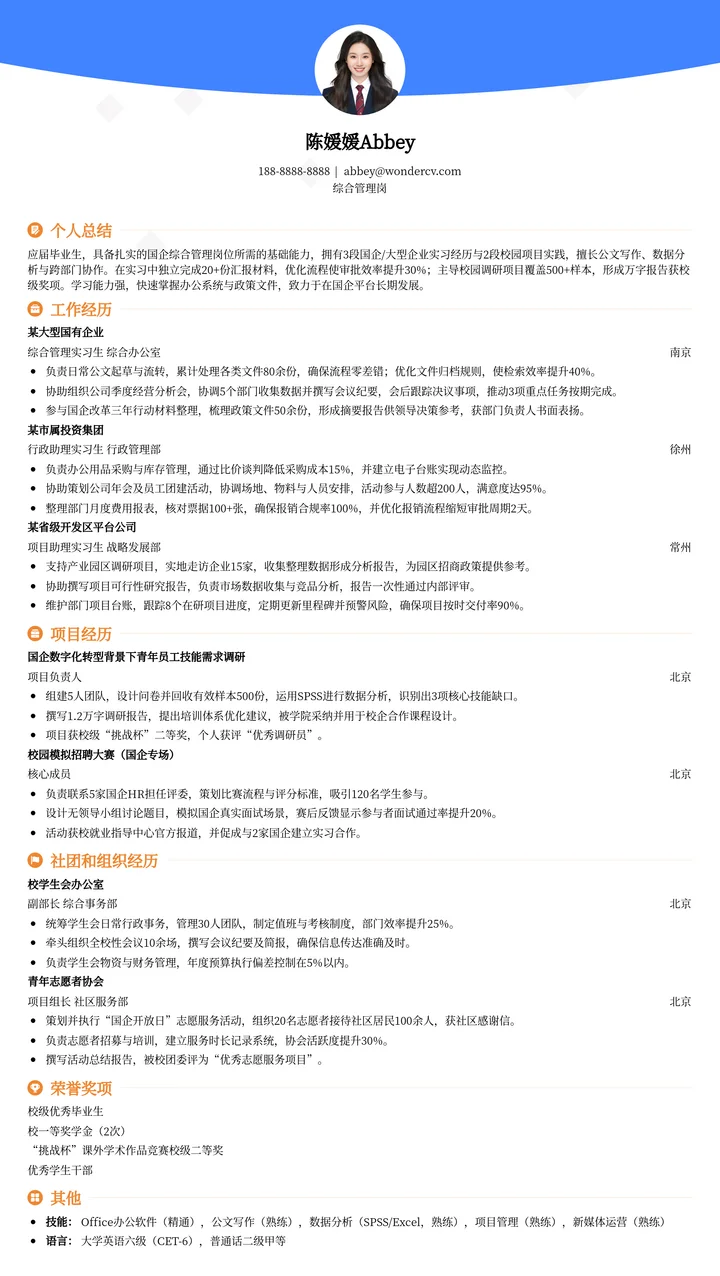 陈媛媛Abbey
188-8888-8888 | abbey@wondercv.com
综合管理岗
个人总结
应届毕业生，具备扎实的国企综合管理岗位所需的基础能力，拥有3段国企/大型企业实习经历与2段校园项目实践，擅长公文写作、数据分
析与跨部门协作。在实习中独立完成20+份汇报材料，优化流程使审批效率提升30%；主导校园调研项目覆盖500+样本，形成万字报告获校
级奖项。学习能力强，快速掌握办公系统与政策文件，致力于在国企平台长期发展。
工作经历
某大型国有企业
综合管理实习生 综合办公室 南京
• 负责日常公文起草与流转，累计处理各类文件80余份，确保流程零差错；优化文件归档规则，使检索效率提升40%。
• 协助组织公司季度经营分析会，协调5个部门收集数据并撰写会议纪要，会后跟踪决议事项，推动3项重点任务按期完成。
• 参与国企改革三年行动材料整理，梳理政策文件50余份，形成摘要报告供领导决策参考，获部门负责人书面表扬。
某市属投资集团
行政助理实习生 行政管理部 徐州
• 负责办公用品采购与库存管理，通过比价谈判降低采购成本15%，并建立电子台账实现动态监控。
• 协助策划公司年会及员工团建活动，协调场地、物料与人员安排，活动参与人数超200人，满意度达95%。
• 整理部门月度费用报表，核对票据100+张，确保报销合规率100%，并优化报销流程缩短审批周期2天。
某省级开发区平台公司
项目助理实习生 战略发展部 常州
• 支持产业园区调研项目，实地走访企业15家，收集整理数据形成分析报告，为园区招商政策提供参考。
• 协助撰写项目可行性研究报告，负责市场数据收集与竞品分析，报告一次性通过内部评审。
• 维护部门项目台账，跟踪8个在研项目进度，定期更新里程碑并预警风险，确保项目按时交付率90%。
项目经历
国企数字化转型背景下青年员工技能需求调研
项目负责人 北京
• 组建5人团队，设计问卷并回收有效样本500份，运用SPSS进行数据分析，识别出3项核心技能缺口。
• 撰写1.2万字调研报告，提出培训体系优化建议，被学院采纳并用于校企合作课程设计。
• 项目获校级“挑战杯”二等奖，个人获评“优秀调研员”。
校园模拟招聘大赛（国企专场）
核心成员 北京
• 负责联系5家国企HR担任评委，策划比赛流程与评分标准，吸引120名学生参与。
• 设计无领导小组讨论题目，模拟国企真实面试场景，赛后反馈显示参与者面试通过率提升20%。
• 活动获校就业指导中心官方报道，并促成与2家国企建立实习合作。
社团和组织经历
校学生会办公室
副部长 综合事务部 北京
• 统筹学生会日常行政事务，管理30人团队，制定值班与考核制度，部门效率提升25%。
• 牵头组织全校性会议10余场，撰写会议纪要及简报，确保信息传达准确及时。
• 负责学生会物资与财务管理，年度预算执行偏差控制在5%以内。
青年志愿者协会
项目组长 社区服务部 北京
• 策划并执行“国企开放日”志愿服务活动，组织20名志愿者接待社区居民100余人，获社区感谢信。
• 负责志愿者招募与培训，建立服务时长记录系统，协会活跃度提升30%。
• 撰写活动总结报告，被校团委评为“优秀志愿服务项目”。
荣誉奖项
校级优秀毕业生
校一等奖学金（2次）
“挑战杯”课外学术作品竞赛校级二等奖
优秀学生干部
其他
• 技能： Office办公软件（精通），公文写作（熟练），数据分析（SPSS/Excel，熟练），项目管理（熟练），新媒体运营（熟练）
• 语言： 大学英语六级（CET-6），普通话二级甲等